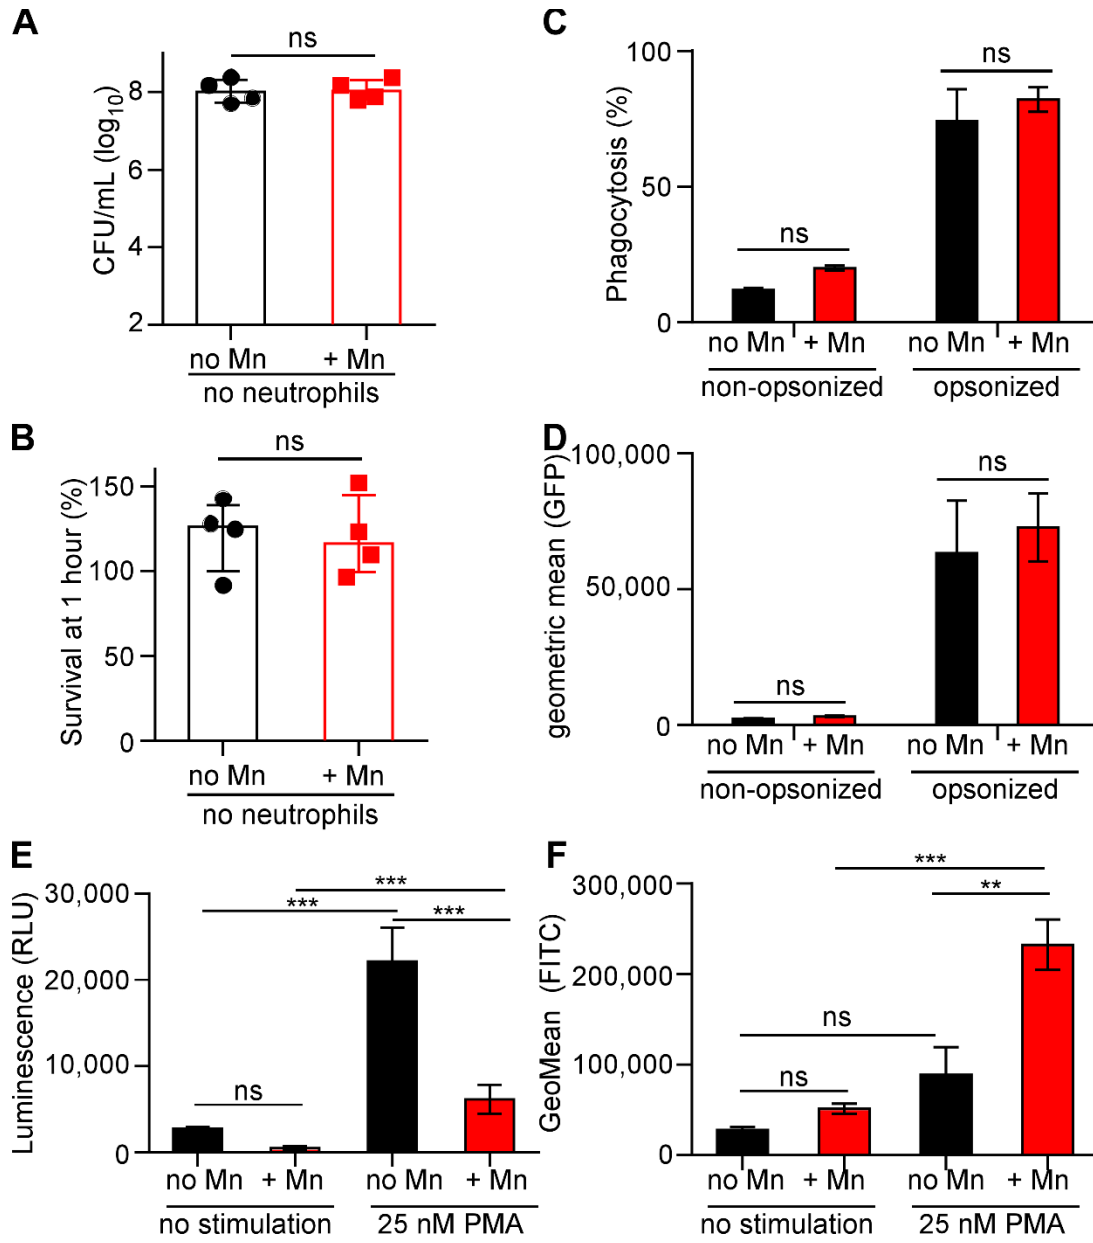 A
ns
CFU/mL (log10)
8
6
4
2
no Mn
+ Mn
no neutrophils
B
ns
Survival at 1 hour (%)
150
100
50
0
no Mn
+ Mn
no neutrophils
C
Phagocytosis (%)
100
50
0
ns
ns
no Mn
+ Mn
no Mn
+ Mn
non-opsonized
opsonized
D
geometric mean (GFP)
100,000
50,000
0
ns
ns
no Mn
+ Mn
no Mn
+ Mn
non-opsonized
opsonized
E
Luminescence (RLU)
30,000
20,000
10,000
0
***
***
***
ns
no Mn
+ Mn
no Mn
+ Mn
no stimulation
25 nM PMA
F
GeoMean (FITC)
300,000
200,000
100,000
0
***
**
ns
ns
no Mn
+ Mn
no Mn
+ Mn
no stimulation
25 nM PMA